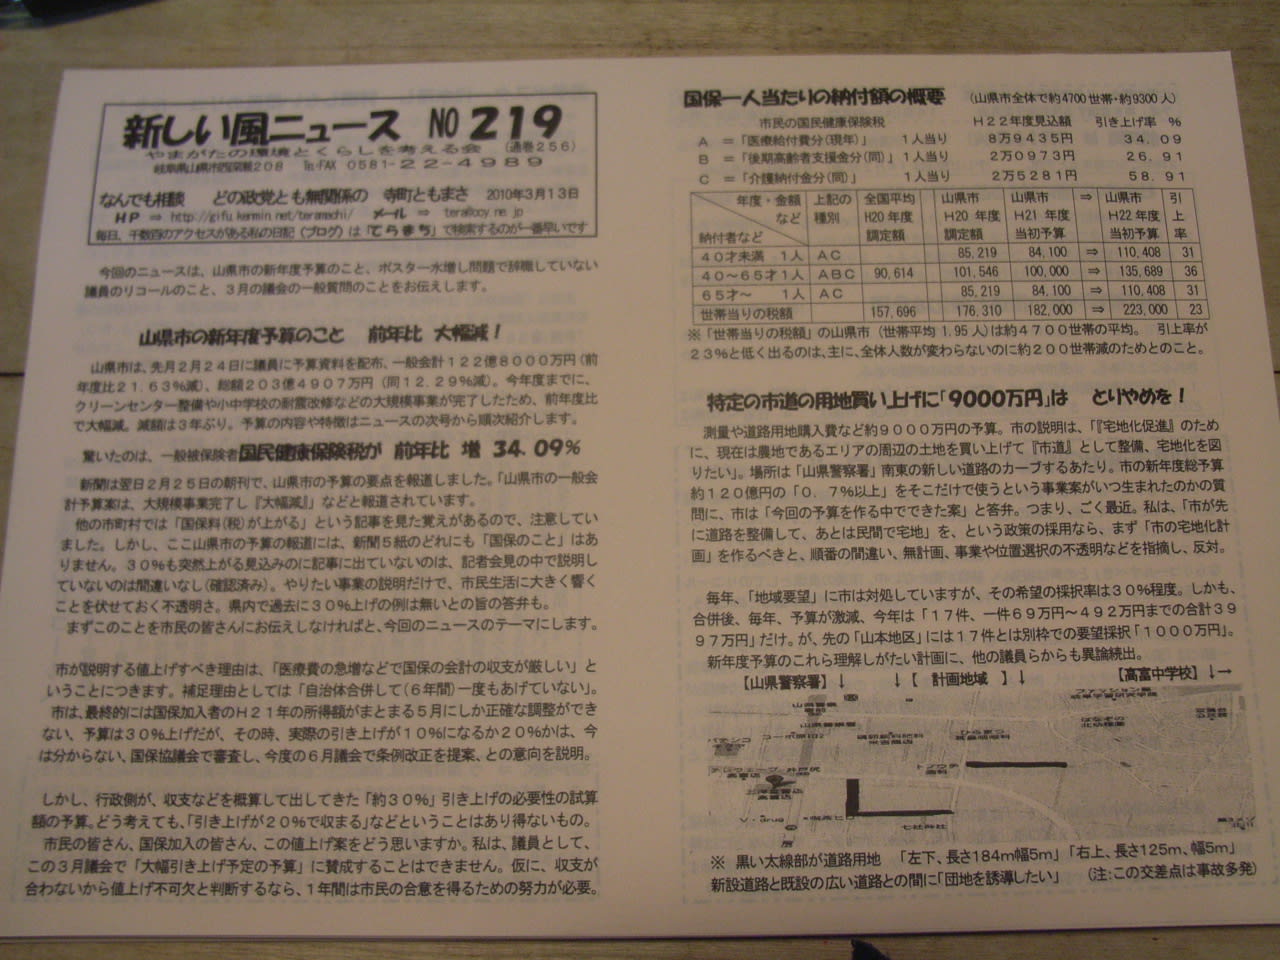 新しい風ニュース NO 219
やまがたの環境とくらしを考える会 (通巻256)
岐阜県山県市西深瀬208 TEL・FAX 0581-22-4989
なんでも相談 どの政党とも無関係の 寺町ともまさ 2010年3月13日
HP ⇒ http://gifu.kenmin.net/teramachi/ メール ⇒
毎日、千数百のアクセスがある私の日記(ブログ)は「てらまち」で検索するのが一番早いです
今回のニュースは、山県市の新年度予算のこと、ポスター水増し問題で辞職していない
議員のリコールのこと、3月の議会の一般質問のことをお伝えします。
山県市の新年度予算のこと 前年比 大幅減!
山県市は、先月2月24日に議員に予算資料を配布、一般会計122億8000万円(前
年度比21.63%減)、総額203億4907万円(同12.29%減)。今年度までに、
クリーンセンター整備や小中学校の耐震改修などの大規模事業が完了したため、前年度比
で大幅減。減額は3年ぶり。予算の内容や特徴はニュースの次号から順次紹介します。
驚いたのは、一般被保険者国民健康保険税が 前年比 増 34.09%
新聞は翌日2月25日の朝刊で、山県市の予算の要点を報道しました。「山県市の一般会
計予算案は、大規模事業完了し『大幅減』」などと報道されています。
他の市町村では「国保料(税)が上がる」という記事を見た覚えがあるので、注意してい
ました。しかし、ここ山県市の予算の報道には、新聞5紙のどれにも「国保のこと」はあ
りません。30%も突然上がる見込みのに記事に出ていないのは、記者会見の中で説明し
ていないのは間違いなし(確認済み)。やりたい事業の説明だけで、市民生活に大きく響く
ことを伏せておく不透明さ。県内で過去に30%上げの例は無いとの旨の答弁も。
まずこのことを市民の皆さんにお伝えしなければと、今回のニュースのテーマにします。
市が説明する値上げすべき理由は、「医療費の急増などで国保の会計の収支が厳しい」と
いうことにつきます。補足理由としては「自治体合併して(6年間)一度もあげていない」。
市は、最終的には国保加入者のH21年の所得額がまとまる5月にしか正確な調整ができ
ない、予算は30%上げだが、その時、実際の引き上げが10%になるか20%かは、今
は分からない、国保協議会で審査し、今度の6月議会で条例改正を提案、との意向を説明。
しかし、行政側が、収支などを概算して出してきた「約30%」引き上げの必要性の試算
額の予算。どう考えても、「引き上げが20%で収まる」などということはあり得ないもの。
市民の皆さん、国保加入の皆さん、この値上げ案をどう思いますか。私は、議員として、
この3月議会で「大幅引き上げ予定の予算」に賛成することはできません。仮に、収支が
合わないから値上げ不可欠と判断するなら、1年間は市民の合意を得るための努力が必要。
国保一人当たりの納付額の概要 (山県市全体で約4700世帯・約9300人)
市民の国民健康保険税 H22年度見込額 引き上げ率 %
A =「医療給付費分(現年)」 1人当り 8万9435円 34.09
B =「後期高齢者支援金分(同)」 1人当り 2万0973円 26.91
C =「介護納付金分(同)」 1人当り 2万5281円 58.91
年度・金額など 納付者など 上記の種別 全国平均H20年度調定額 山県市H20年度調定額 山県市H21年度当初予算 ⇒ 山県市H22年度当初予算 引上率
40才未満 1人 AC 85,219 84,100 ⇒ 110,408 31
40~65才1人 ABC 90,614 101,546 100,000 ⇒ 135,689 36
65才~ 1人 AC 85,219 84,100 ⇒ 110,408 31
世帯当りの税額 157,696 176,310 182,000 ⇒ 223,000 23
※「世帯当りの税額」の山県市(世帯平均1.95人)は約4700世帯の平均。 引上率が
23%と低く出るのは、主に、全体人数が変わらないのに約200世帯減のためとのこと。
特定の市道の用地買い上げに「9000万円」は とりやめを!
測量や道路用地購入費など約9000万円の予算。市の説明は、「『宅地化促進』のため
に、現在は農地であるエリアの周辺の土地を買い上げて『市道』として整備、宅地化を図
りたい」。場所は「山県警察署」南東の新しい道路のカーブするあたり。市の新年度総予算
約120億円の「0.7%以上」をそこだけで使うという事業案がいつ生まれたのかの質
問に、市は「今回の予算を作る中でできた案」と答弁。つまり、ごく最近。私は、「市が先
に道路を整備して、あとは民間で宅地」を、という政策の採用なら、まず「市の宅地化計
画」を作るべきと、順番の間違い、無計画、事業や位置選択の不透明などを指摘し、反対。
毎年、「地域要望」に市は対処していますが、その希望の採択率は30%程度。しかも、
合併後、毎年、予算が激減、今年は「17件、一件69万円~492万円までの合計39
97万円」だけ。が、先の「山本地区」には17件とは別枠での要望採択「1000万円」。
新年度予算のこれら理解しがたい計画に、他の議員らからも異論続出。
【山県警察署】↓ ↓【 計画地域 】↓ 【高富中学校】↓→
パチンコ
V・drug
七社神社
※ 黒い太線部が道路用地 「左下、長さ184m幅5m」「右上、長さ125m、幅5m」
新設道路と既設の広い道路との間に「団地を誘導したい」 (注:この交差点は事故多発)